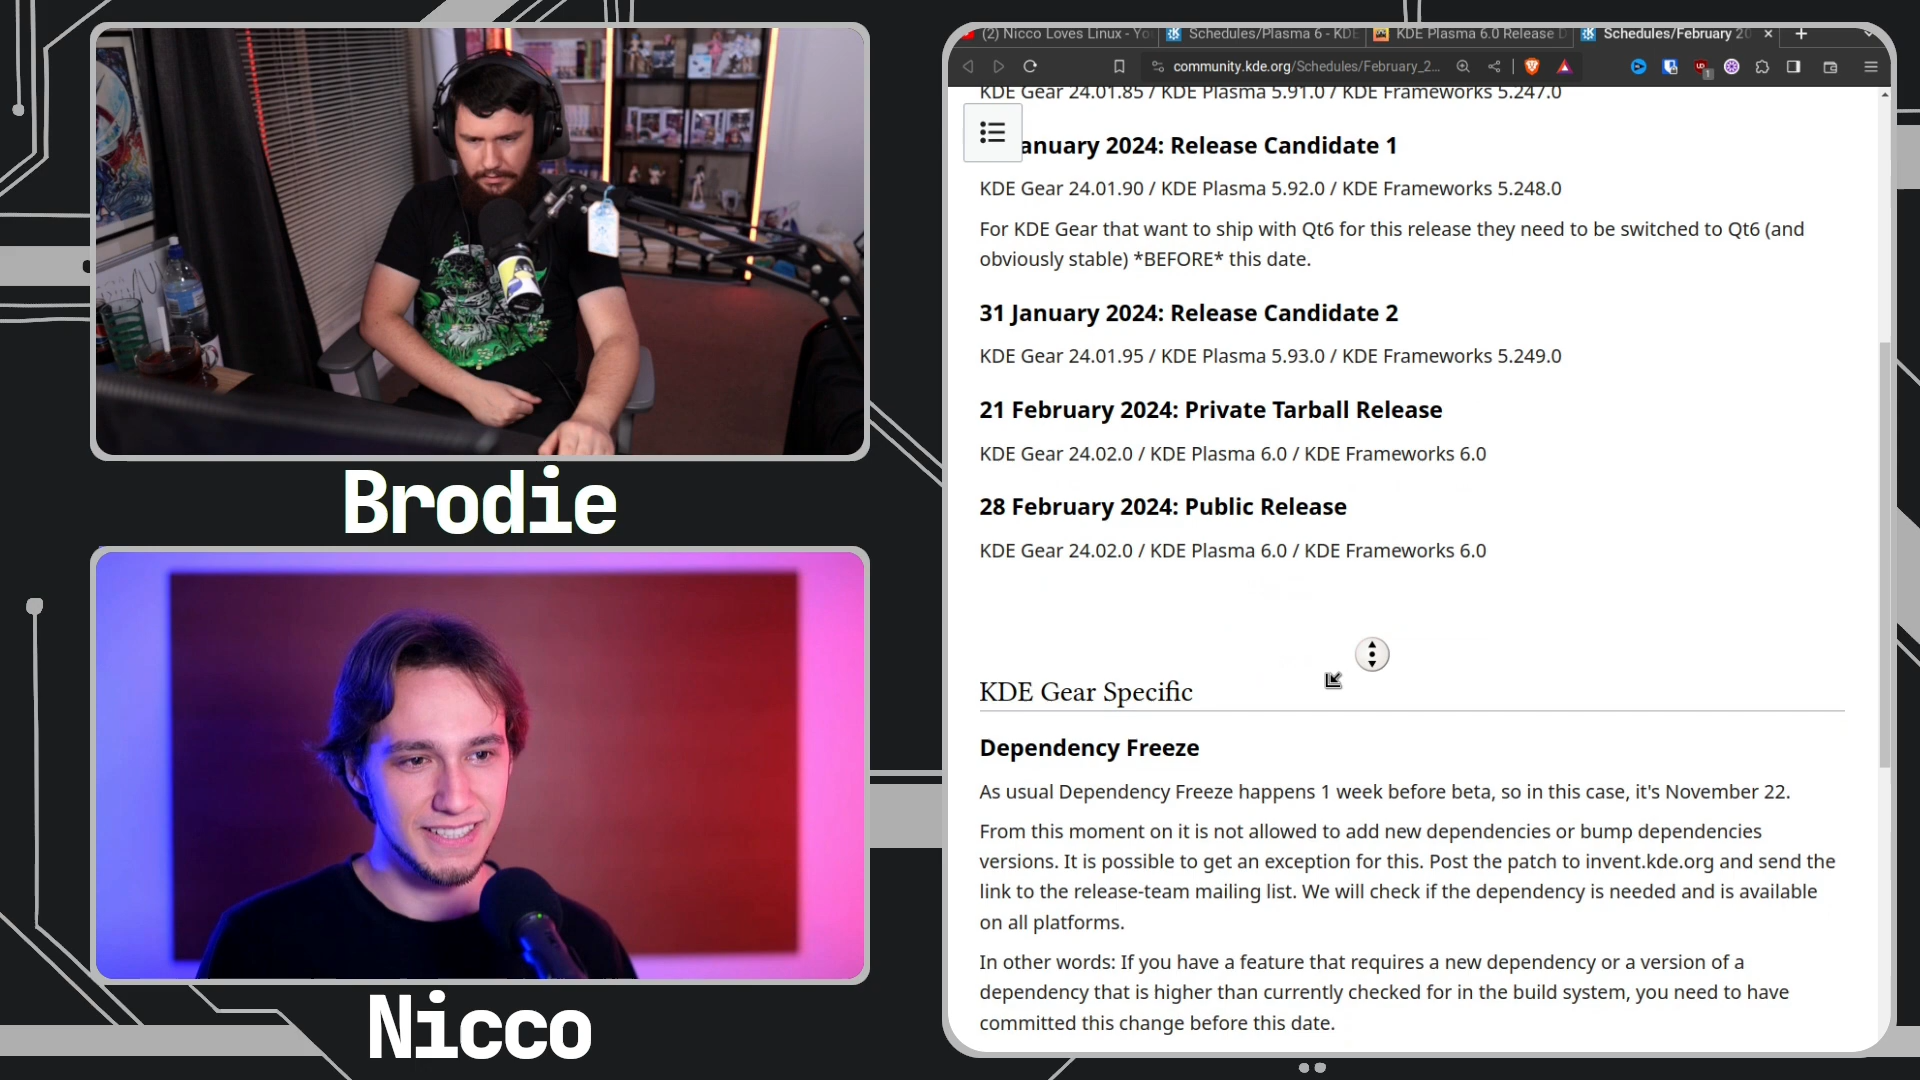 (2) Nicco Loves Linux - Yo
Schedules/Plasma 6 - KDE
KDE Plasma 6.0 Release D
Schedules/February 20
community.kde.org/Schedules/February_2...
KDE Gear 24.01.85 / KDE Plasma 5.91.0 / KDE Frameworks 5.247.0
anuary 2024: Release Candidate 1
KDE Gear 24.01.90 / KDE Plasma 5.92.0 / KDE Frameworks 5.248.0
For KDE Gear that want to ship with Qt6 for this release they need to be switched to Qt6 (and
obviously stable) *BEFORE* this date.
31 January 2024: Release Candidate 2
KDE Gear 24.01.95 / KDE Plasma 5.93.0 / KDE Frameworks 5.249.0
21 February 2024: Private Tarball Release
KDE Gear 24.02.0 / KDE Plasma 6.0 / KDE Frameworks 6.0
28 February 2024: Public Release
KDE Gear 24.02.0 / KDE Plasma 6.0 / KDE Frameworks 6.0
KDE Gear Specific
Dependency Freeze
As usual Dependency Freeze happens 1 week before beta, so in this case, it's November 22.
From this moment on it is not allowed to add new dependencies or bump dependencies
versions. It is possible to get an exception for this. Post the patch to invent.kde.org and send the
link to the release-team mailing list. We will check if the dependency is needed and is available
on all platforms.
In other words: If you have a feature that requires a new dependency or a version of a
dependency that is higher than currently checked for in the build system, you need to have
committed this change before this date.
Brodie
Nicco